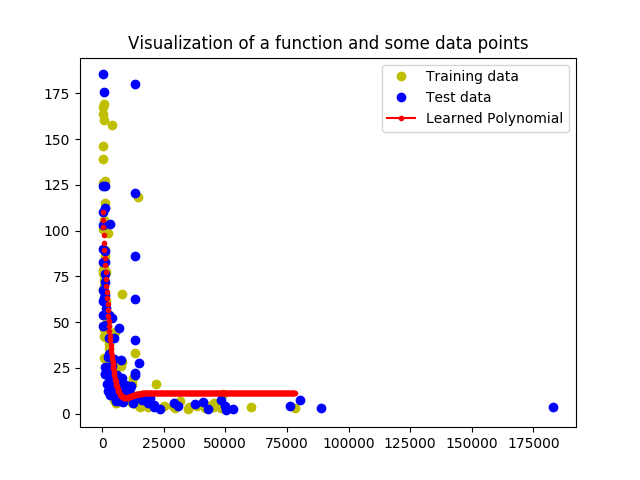 Visualization of a function and some data points
Training data
Test data
Learned Polynomial
175
150
125
100
75
50
25
0
0 25000 50000 75000 100000 125000 150000 175000